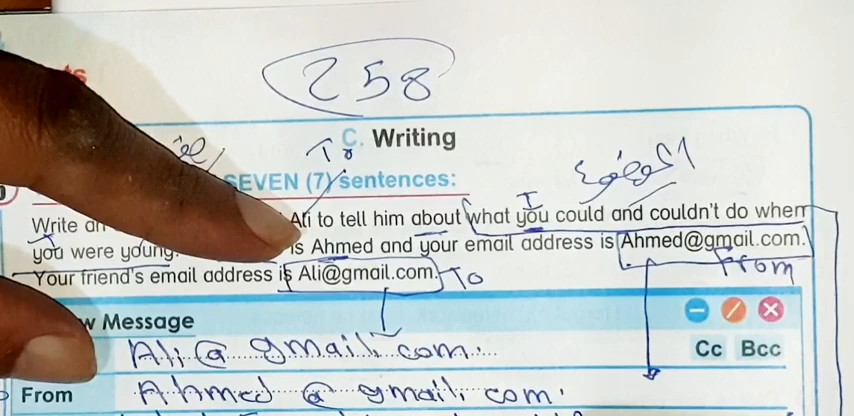 258
C. Writing
To
SEVEN (7) sentences:
الموضوع
I
Write an Ali to tell him about what you could and couldn't do when
you were young. is Ahmed and your email address is Ahmed@gmail.com.
From
Your friend's email address is Ali@gmail.com.
To
w Message
Ali@gmail.com.
Cc Bcc
From Ahmed@gmail.com.